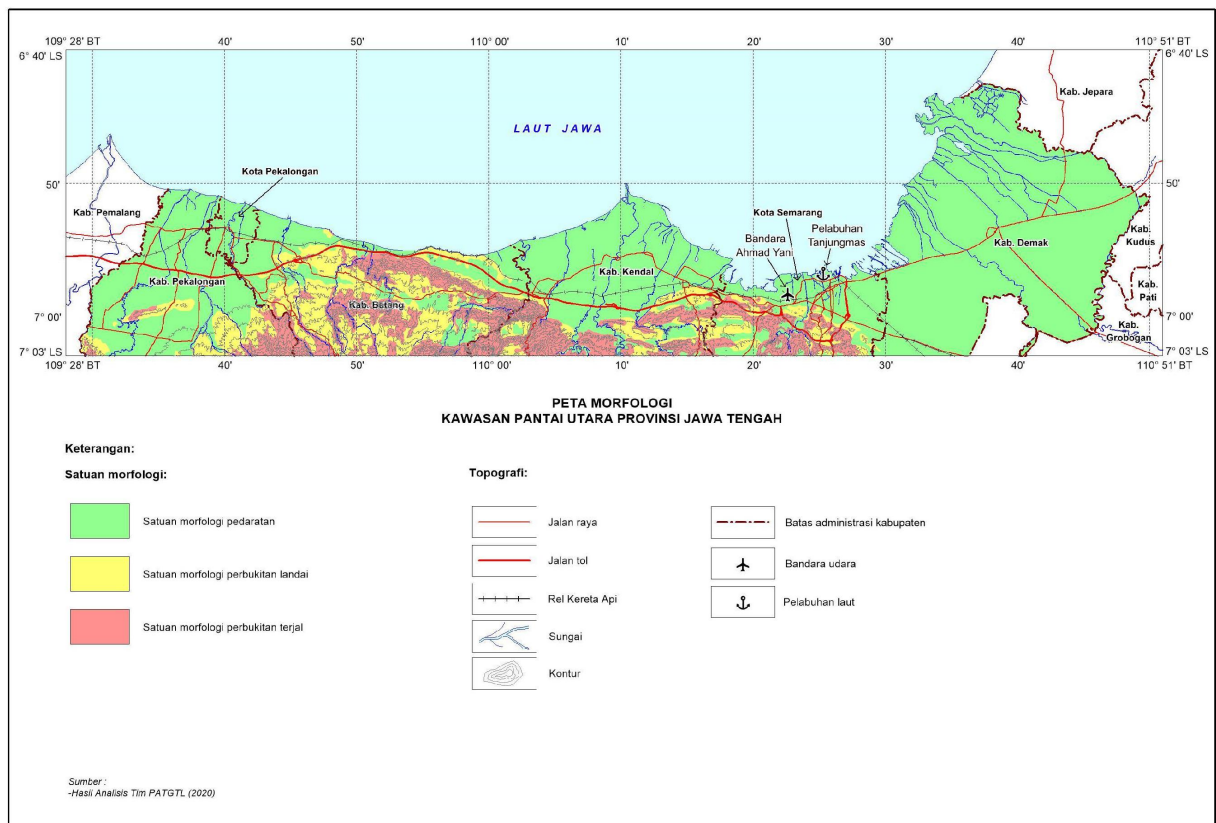 109° 28' BT
40'
50'
110° 00'
10'
20'
30'
40'
110° 51' BT
6° 40' LS
6° 40' LS
Kab. Jepara
LAUT JAWA
Kota Pekalongan
50'
50'
Kab. Pemalang
Kota Semarang
Pelabuhan
Tanjungmas
Bandara
Ahmad Yani
Kab. Demak
Kab.
Kudus
Kab. Pekalongan
Kab. Kendal
Kab.
Pati
Kab. Batang
7° 00'
7° 00'
Kab.
Grobogan
7° 03' LS
7° 03' LS
109° 28' BT
40'
50'
110° 00'
10'
20'
30'
40'
110° 51' BT
PETA MORFOLOGI
KAWASAN PANTAI UTARA PROVINSI JAWA TENGAH
Keterangan:
Satuan morfologi:
Satuan morfologi pedaratan
Satuan morfologi perbukitan landai
Satuan morfologi perbukitan terjal
Topografi:
Jalan raya
Jalan tol
Rel Kereta Api
Sungai
Kontur
Batas administrasi kabupaten
Bandara udara
Pelabuhan laut
Sumber :
-Hasil Analisis Tim PATGTL (2020)